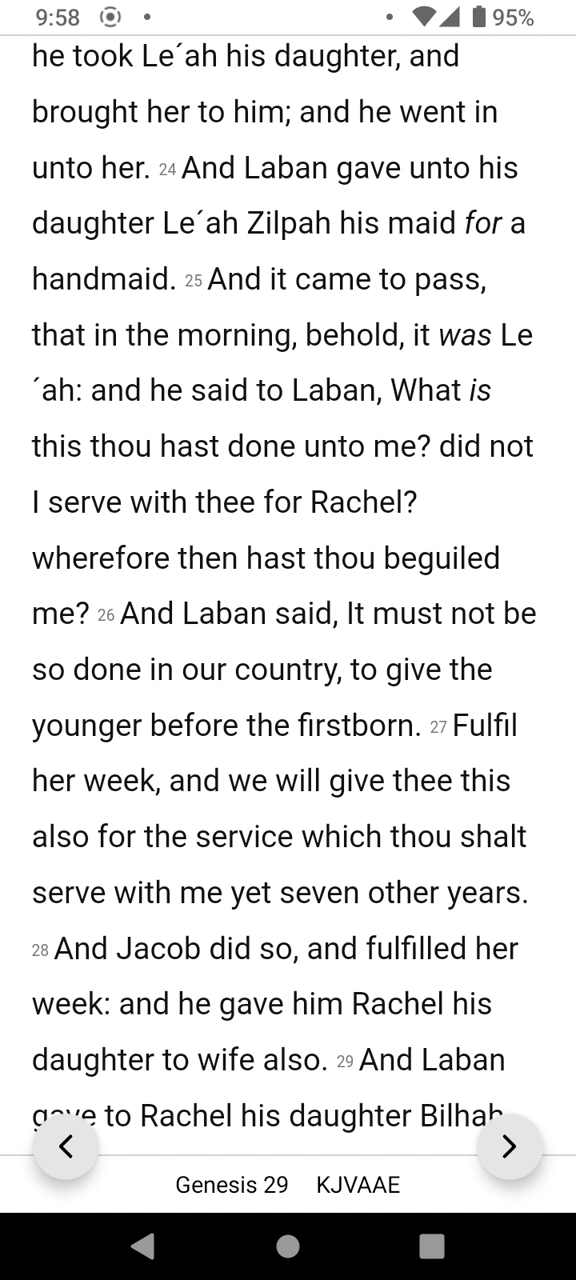 9:58 95%
he took Le´ah his daughter, and
brought her to him; and he went in
unto her. 24 And Laban gave unto his
daughter Le´ah Zilpah his maid for a
handmaid. 25 And it came to pass,
that in the morning, behold, it was Le
´ah: and he said to Laban, What is
this thou hast done unto me? did not
I serve with thee for Rachel?
wherefore then hast thou beguiled
me? 26 And Laban said, It must not be
so done in our country, to give the
younger before the firstborn. 27 Fulfil
her week, and we will give thee this
also for the service which thou shalt
serve with me yet seven other years.
28 And Jacob did so, and fulfilled her
week: and he gave him Rachel his
daughter to wife also. 29 And Laban
gave to Rachel his daughter Bilhah
Genesis 29 KJVAAE